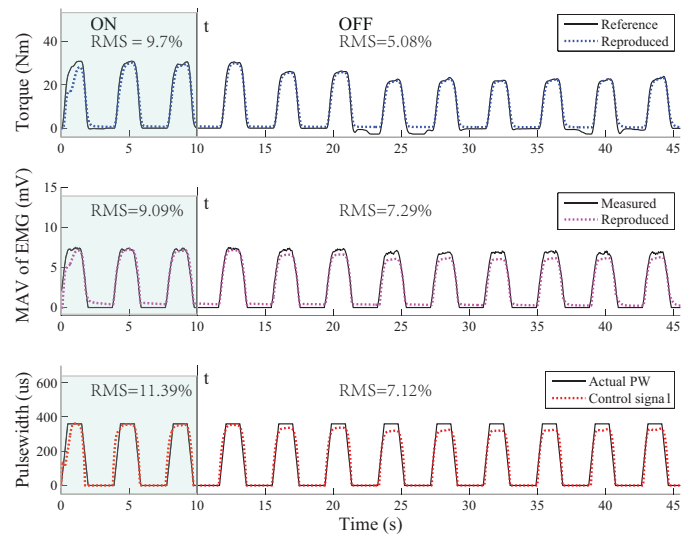 ON
t
OFF
RMS = 9.7%
RMS=5.08%
Reference
Reproduced
Torque (Nm)
40
20
0
0 5 10 15 20 25 30 35 40 45
RMS=9.09%
RMS=7.29%
Measured
Reproduced
MAV of EMG (mV)
15
10
5
0
0 5 10 15 20 25 30 35 40 45
t
RMS=11.39%
RMS=7.12%
Actual PW
Control signal
Pulsewidth (us)
600
400
200
0
0 5 10 15 20 25 30 35 40 45
Time (s)